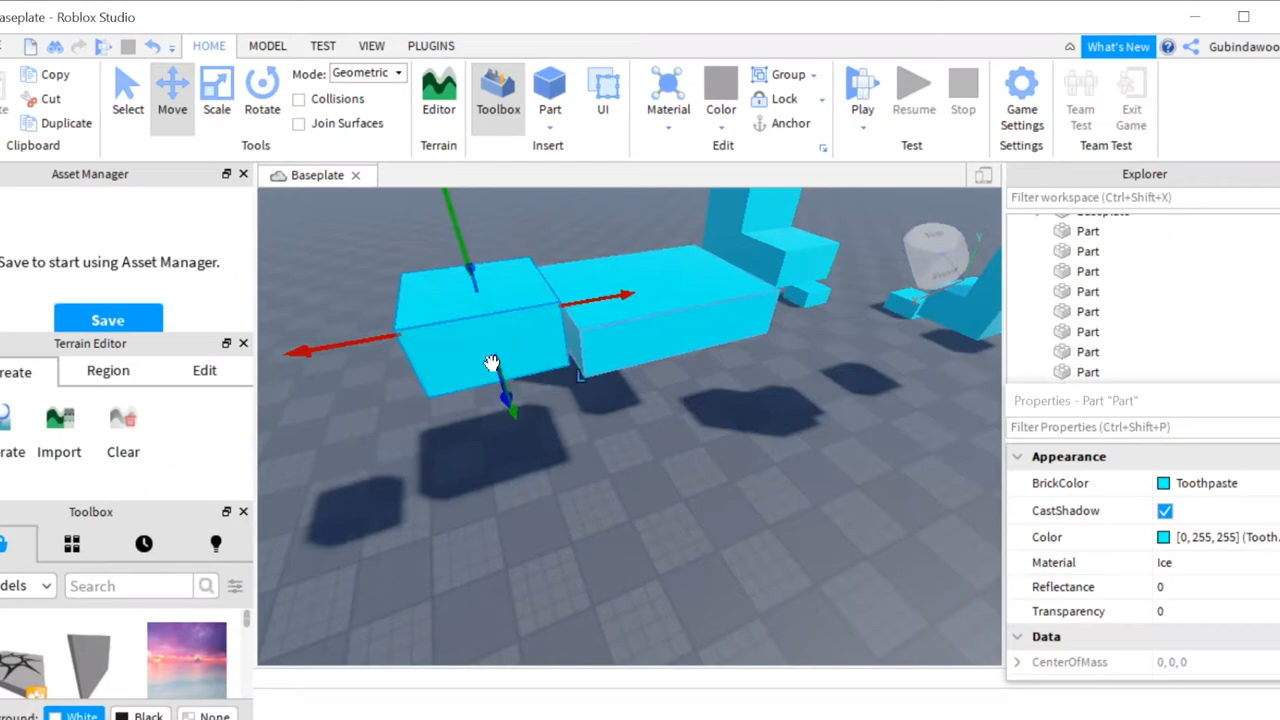 aseplate - Roblox Studio
HOME MODEL TEST VIEW PLUGINS What's New Gubindawoo
Copy
Cut
Duplicate
Clipboard
Select Move Scale Rotate
Mode: Geometric
Collisions
Join Surfaces
Tools
Editor
Terrain
Toolbox Part UI
Insert
Material Color
Group
Lock
Anchor
Edit
Play Resume Stop
Test
Game Settings
Settings
Team Test
Exit Game
Team Test
Asset Manager
Save to start using Asset Manager.
Save
Terrain Editor
reate Region Edit
rate Import Clear
Toolbox
dels Search
ground: White Black None
Baseplate
Explorer
Filter workspace (Ctrl+Shift+X)
Baseplate
Part
Part
Part
Part
Part
Part
Part
Part
Properties - Part "Part"
Filter Properties (Ctrl+Shift+P)
Appearance
BrickColor Toothpaste
CastShadow
Color [0, 255, 255] (Tooth.
Material Ice
Reflectance 0
Transparency 0
Data
CenterOfMass 0, 0, 0
Y
L